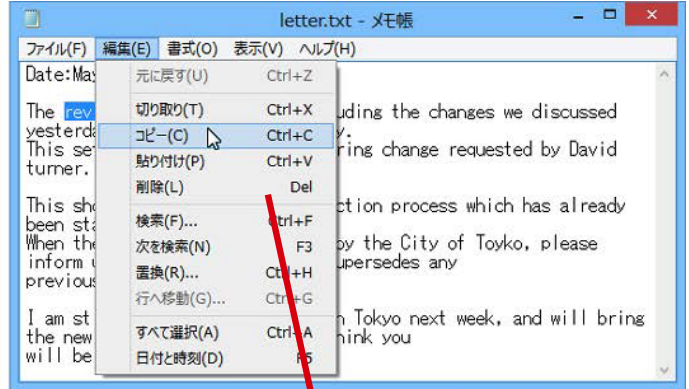 letter.txt - メモ帳
ファイル(F) 編集(E) 書式(O) 表示(V) ヘルプ(H)
元に戻す(U) Ctrl+Z
切り取り(T) Ctrl+X
コピー(C) Ctrl+C
貼り付け(P) Ctrl+V
削除(L) Del
検索(F)... Ctrl+F
次を検索(N) F3
置換(R)... Ctrl+H
行へ移動(G)... Ctrl+G
すべて選択(A) Ctrl+A
日付と時刻(D) F5
Date:May
The rev uding the changes we discussed
yesterda y.
This se ring change requested by David
turner.
This sho ction process which has already
been sta
When the by the City of Toyko, please
inform upersedes any
previous
I am st n Tokyo next week, and will bring
the new hink you
will be